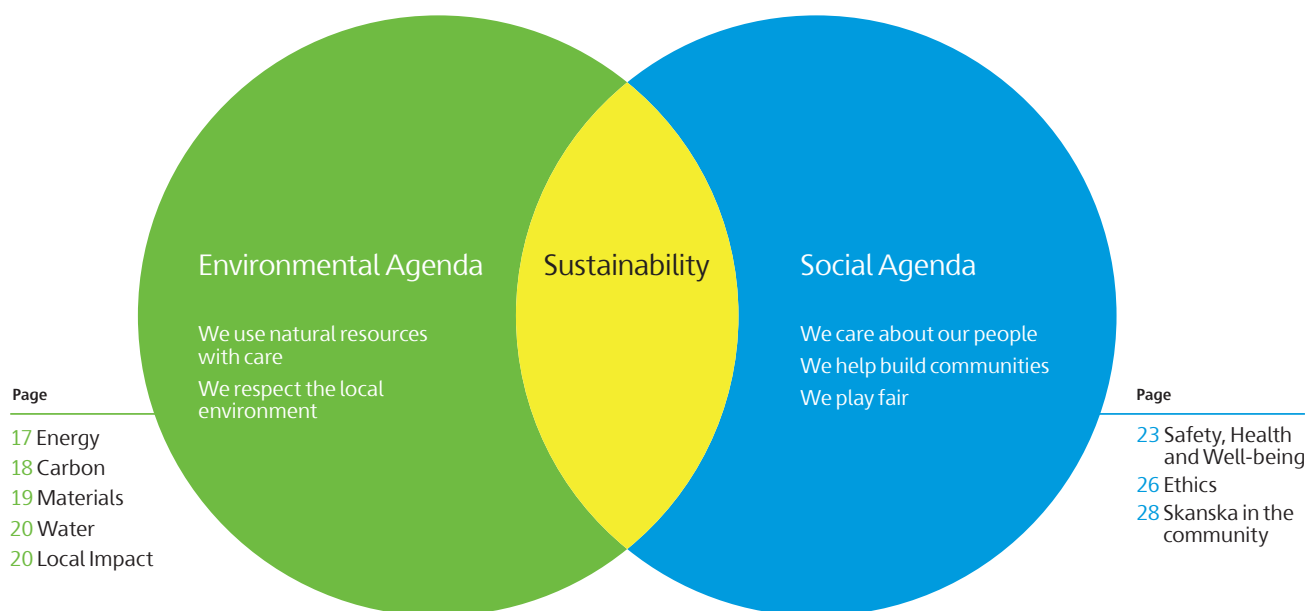 Environmental Agenda
We use natural resources
with care
We respect the local
environment
Sustainability
Social Agenda
We care about our people
We help build communities
We play fair
Page
17 Energy
18 Carbon
19 Materials
20 Water
20 Local Impact
Page
23 Safety, Health
and Well-being
26 Ethics
28 Skanska in the
community